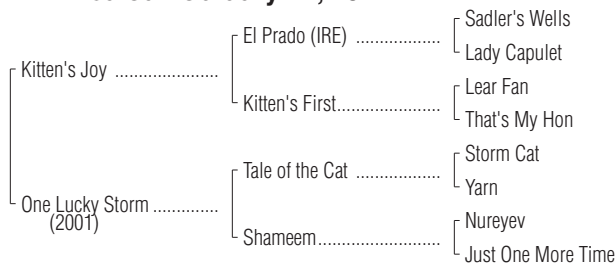 Sadler's Wells
El Prado (IRE) ....................
Lady Capulet
Kitten's Joy ........................
Lear Fan
Kitten's First........................
That's My Hon
Storm Cat
Tale of the Cat ....................
Yarn
One Lucky Storm ...............
(2001)
Nureyev
Shameem............................
Just One More Time